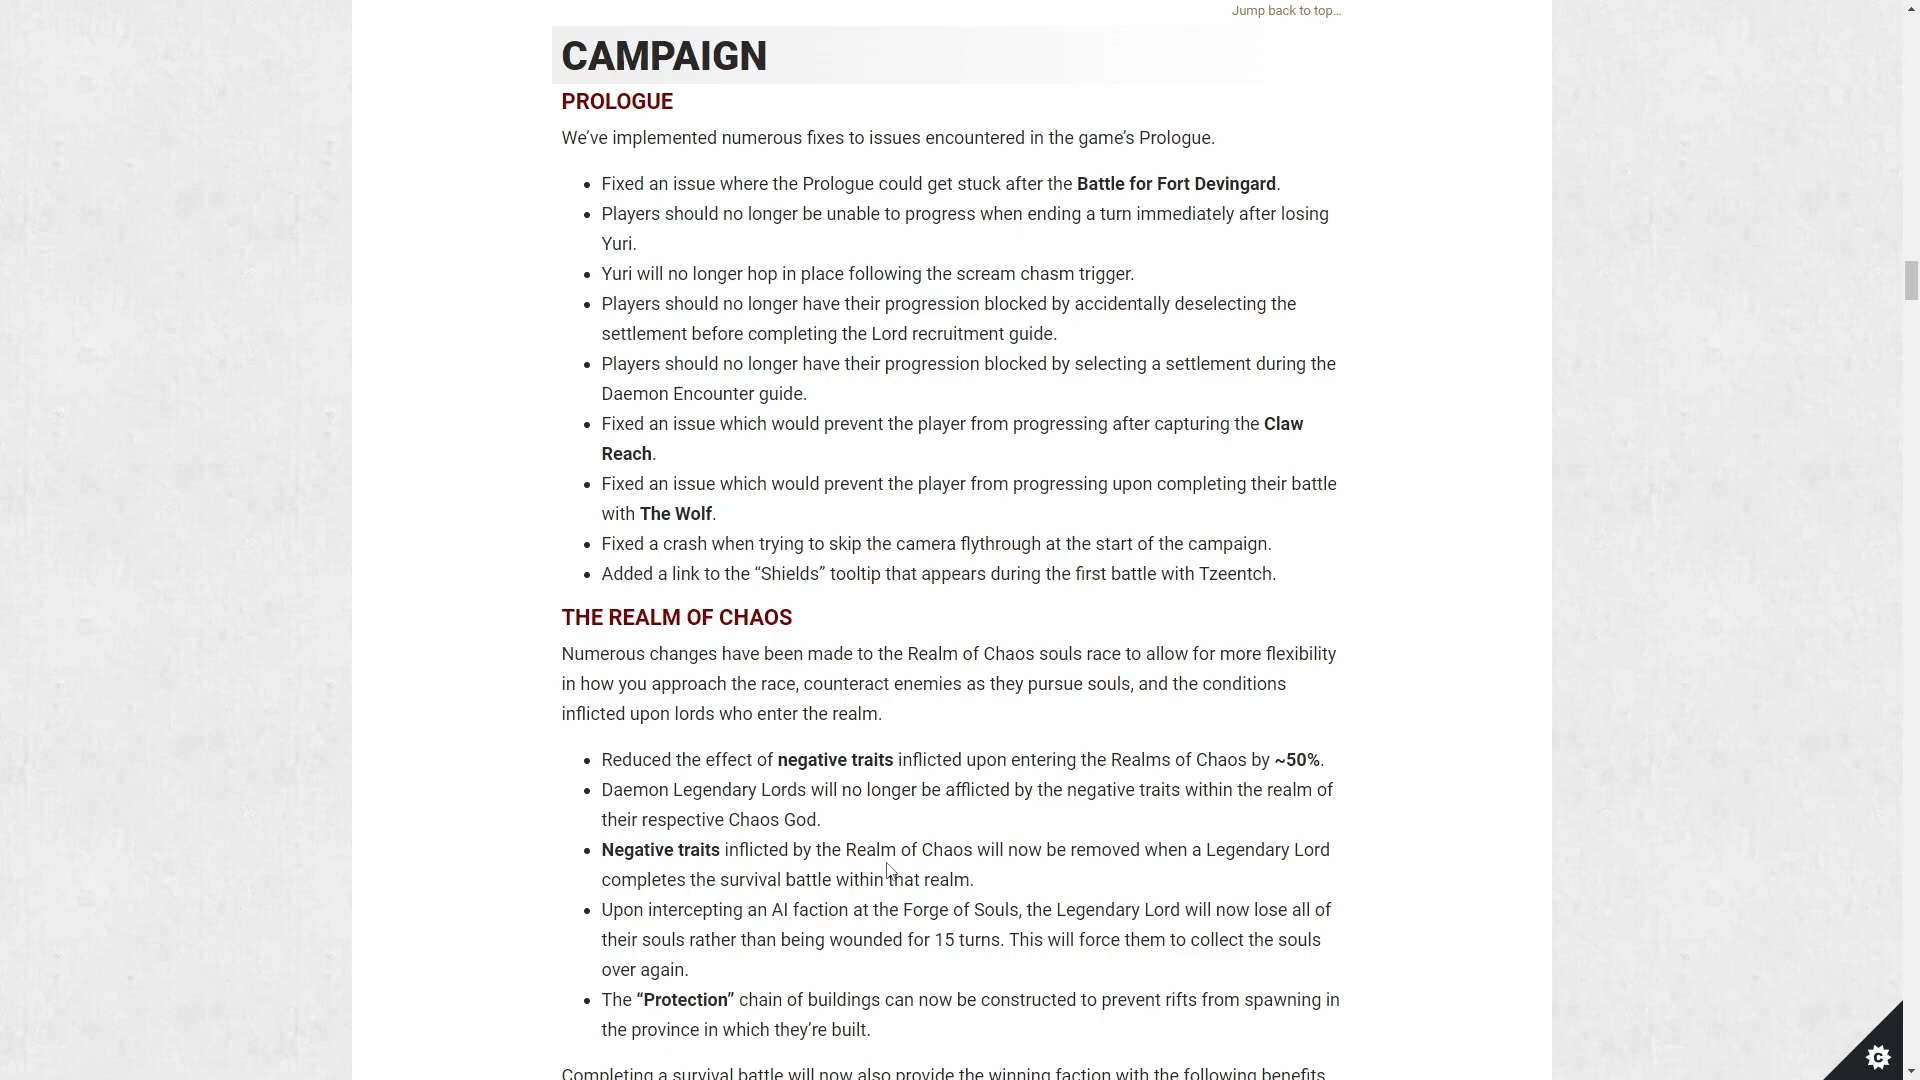 Jump back to top…
CAMPAIGN
PROLOGUE
We’ve implemented numerous fixes to issues encountered in the game’s Prologue.
Fixed an issue where the Prologue could get stuck after the Battle for Fort Devingard.
Players should no longer be unable to progress when ending a turn immediately after losing
Yuri.
Yuri will no longer hop in place following the scream chasm trigger.
Players should no longer have their progression blocked by accidentally deselecting the
settlement before completing the Lord recruitment guide.
Players should no longer have their progression blocked by selecting a settlement during the
Daemon Encounter guide.
Fixed an issue which would prevent the player from progressing after capturing the Claw
Reach.
Fixed an issue which would prevent the player from progressing upon completing their battle
with The Wolf.
Fixed a crash when trying to skip the camera flythrough at the start of the campaign.
Added a link to the “Shields” tooltip that appears during the first battle with Tzeentch.
THE REALM OF CHAOS
Numerous changes have been made to the Realm of Chaos souls race to allow for more flexibility
in how you approach the race, counteract enemies as they pursue souls, and the conditions
inflicted upon lords who enter the realm.
Reduced the effect of negative traits inflicted upon entering the Realms of Chaos by ~50%.
Daemon Legendary Lords will no longer be afflicted by the negative traits within the realm of
their respective Chaos God.
Negative traits inflicted by the Realm of Chaos will now be removed when a Legendary Lord
completes the survival battle within that realm.
Upon intercepting an AI faction at the Forge of Souls, the Legendary Lord will now lose all of
their souls rather than being wounded for 15 turns. This will force them to collect the souls
over again.
The “Protection” chain of buildings can now be constructed to prevent rifts from spawning in
the province in which they’re built.
Completing a survival battle will now also provide the winning faction with the following benefits